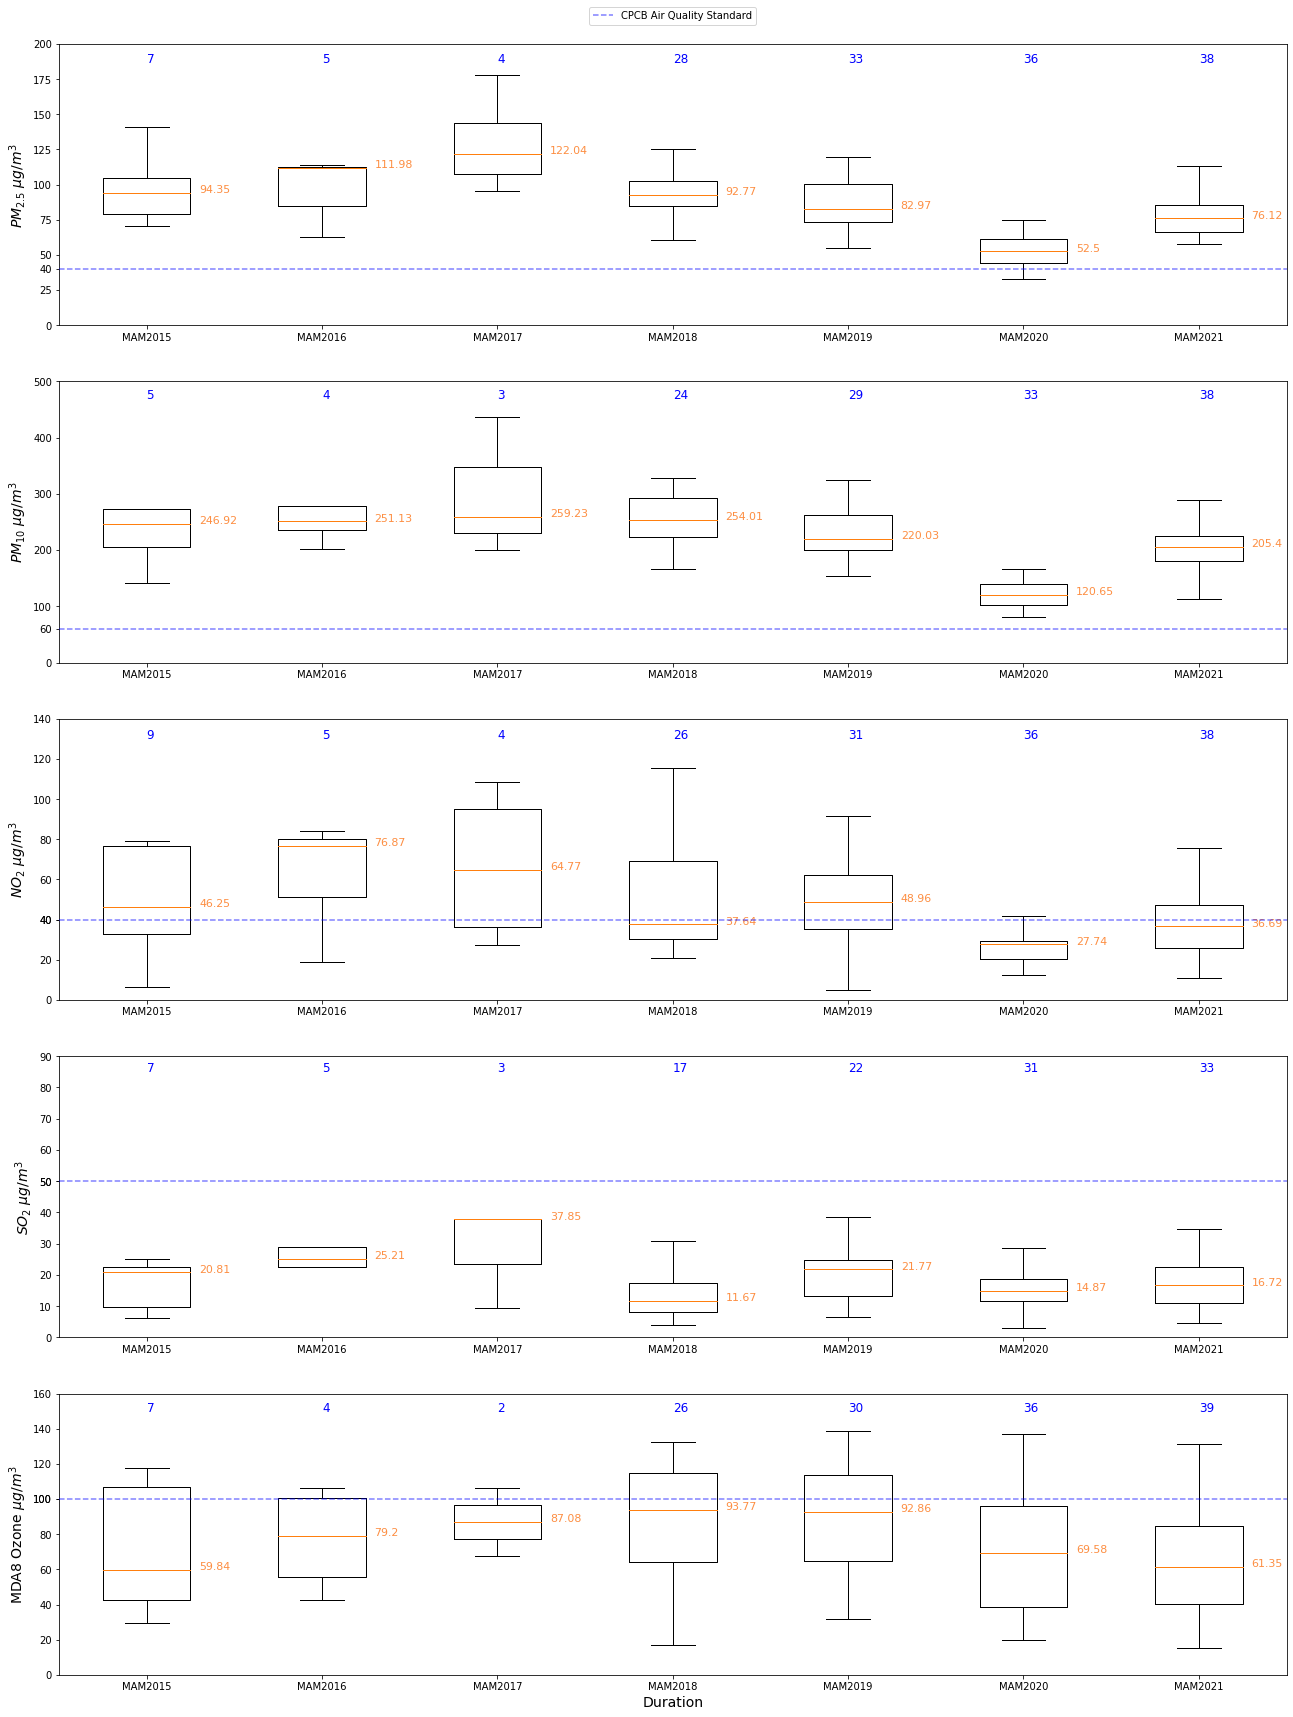 CPCB Air Quality Standard
PM2.5 μg/m3
200
175
150
125
100
75
50
40
25
0
7 5 4 28 33 36 38
94.35 111.98 122.04 92.77 82.97 52.5 76.12
MAM2015 MAM2016 MAM2017 MAM2018 MAM2019 MAM2020 MAM2021
PM10 μg/m3
500
400
300
200
100
60
0
5 4 3 24 29 33 38
246.92 251.13 259.23 254.01 220.03 120.65 205.4
MAM2015 MAM2016 MAM2017 MAM2018 MAM2019 MAM2020 MAM2021
NO2 μg/m3
140
120
100
80
60
40
20
0
9 5 4 26 31 36 38
46.25 76.87 64.77 37.64 48.96 27.74 36.69
MAM2015 MAM2016 MAM2017 MAM2018 MAM2019 MAM2020 MAM2021
SO2 μg/m3
90
80
70
60
50
40
30
20
10
0
7 5 3 17 22 31 33
20.81 25.21 37.85 11.67 21.77 14.87 16.72
MAM2015 MAM2016 MAM2017 MAM2018 MAM2019 MAM2020 MAM2021
MDA8 Ozone μg/m3
160
140
120
100
80
60
40
20
0
7 4 2 26 30 36 39
59.84 79.2 87.08 93.77 92.86 69.58 61.35
MAM2015 MAM2016 MAM2017 MAM2018 MAM2019 MAM2020 MAM2021
Duration